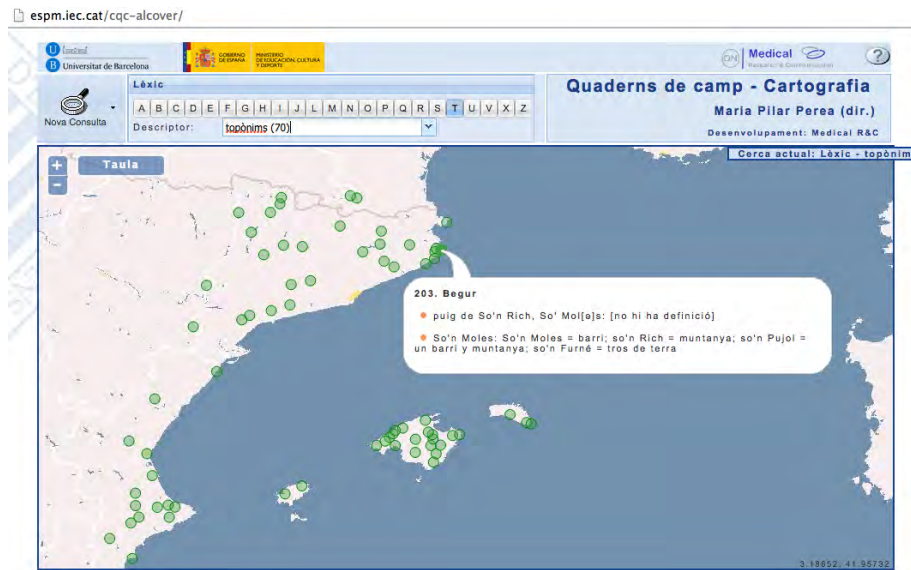 espm.iec.cat/cqc-alcover/
Universitat de Barcelona
GOBIERNO
DE ESPAÑA
MINISTERIO
DE EDUCACIÓN, CULTURA
Y DEPORTE
Medical
?
Nova Consulta
Lèxic
A B C D E F G H I J L M N O P Q R S T U V X Z
Descriptor: topònims (70)
Quaderns de camp - Cartografia
Maria Pilar Perea (dir.)
Desenvolupament: Medical R&C
Cerca actual: Lèxic - topònim
+
Taula
−
203. Begur
puig de So'n Rich, So' Mol[ə]s: [no hi ha definició]
So'n Moles: So'n Moles = barri; so'n Rich = muntanya; so'n Pujol =
un barri y muntanya; so'n Furné = tros de terra
3.18852, 41.95732